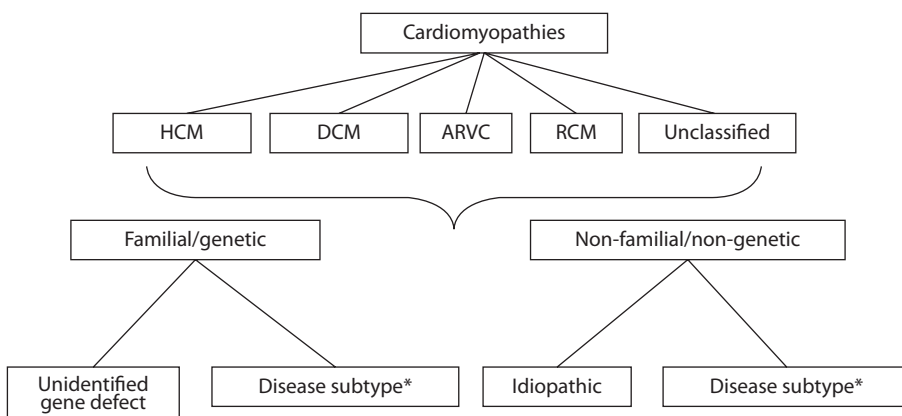 Cardiomyopathies
HCM
DCM
ARVC
RCM
Unclassified
Familial/genetic
Non-familial/non-genetic
Unidentified
gene defect
Disease subtype*
Idiopathic
Disease subtype*